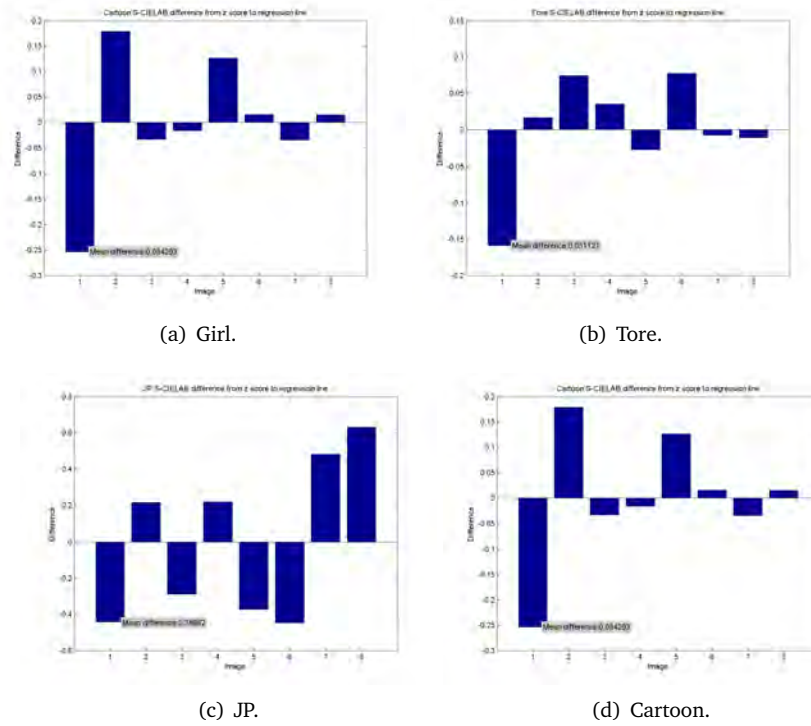 Cartoon S-CIELAB difference from z score to regression line
0.2
0.15
0.1
0.05
0
-0.05
-0.1
-0.15
-0.2
-0.25
-0.3
Difference
Mean difference:0.084283
1 2 3 4 5 6 7 8
Image
(a) Girl.
Tore S-CIELAB difference from z score to regression line
0.15
0.1
0.05
0
-0.05
-0.1
-0.15
-0.2
Difference
Mean difference
1 2 3 4 5 6 7 8
Image
(b) Tore.
JP S-CIELAB difference from z score to regression line
0.8
0.6
0.4
0.2
0
-0.2
-0.4
-0.6
Difference
Mean difference
1 2 3 4 5 6 7 8
Image
(c) JP.
Cartoon S-CIELAB difference from z score to regression line
0.2
0.15
0.1
0.05
0
-0.05
-0.1
-0.15
-0.2
-0.25
-0.3
Difference
Mean difference:0.084283
1 2 3 4 5 6 7 8
Image
(d) Cartoon.